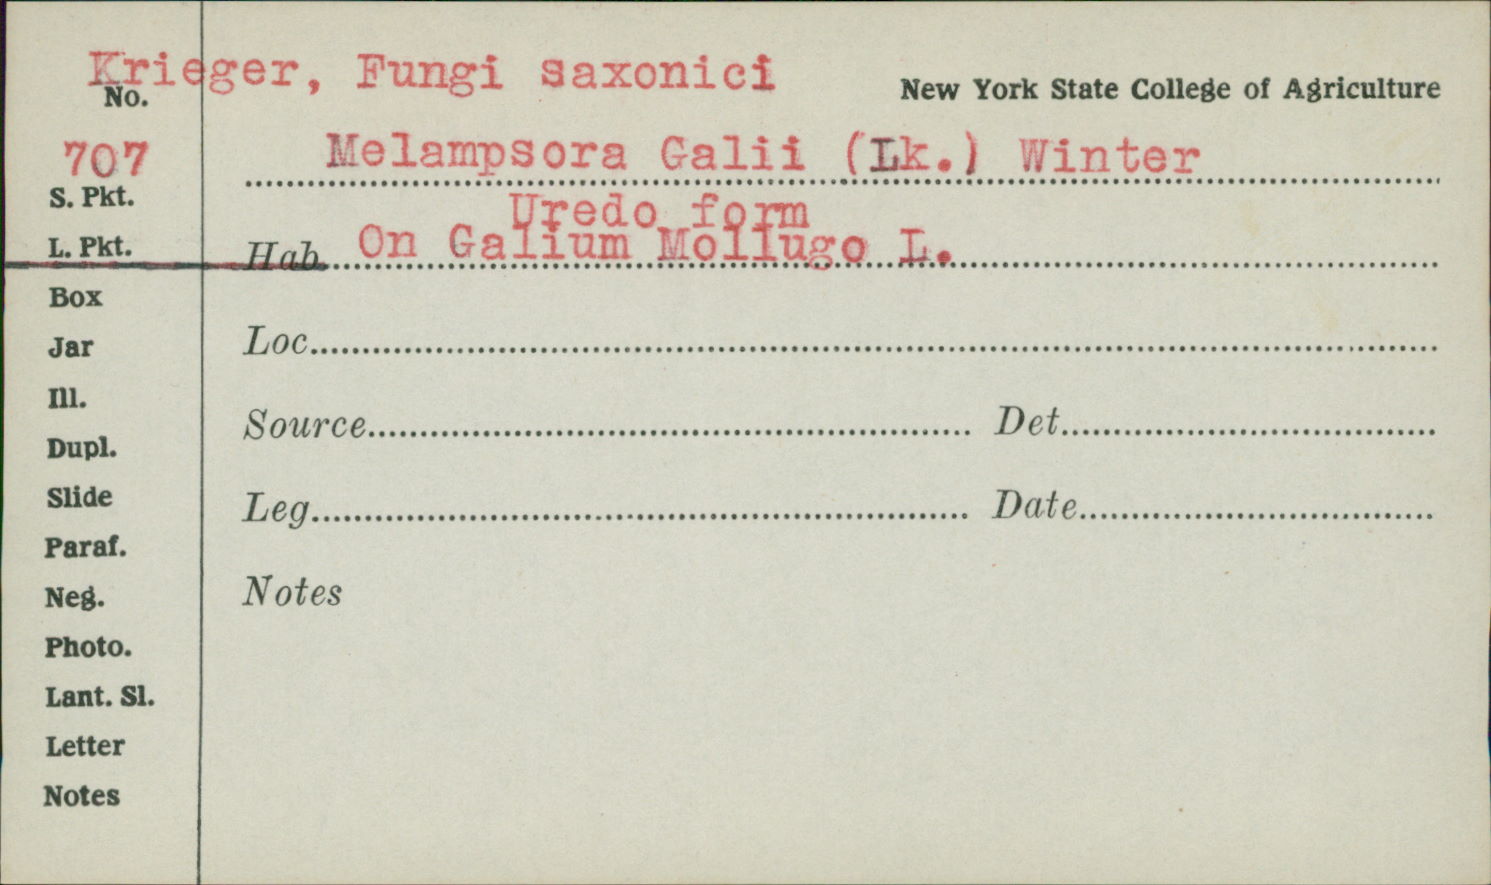 Krieger, Fungi saxonici
No.
New York State College of Agriculture
707
Melampsora Galii (Lk.) Winter
S. Pkt.
Uredo form
L. Pkt.
Hab. On Galium Mollugo L.
Box
Jar
Loc.
Ill.
Source
Det.
Dupl.
Slide
Leg.
Date
Paraf.
Neg.
Notes
Photo.
Lant. Sl.
Letter
Notes